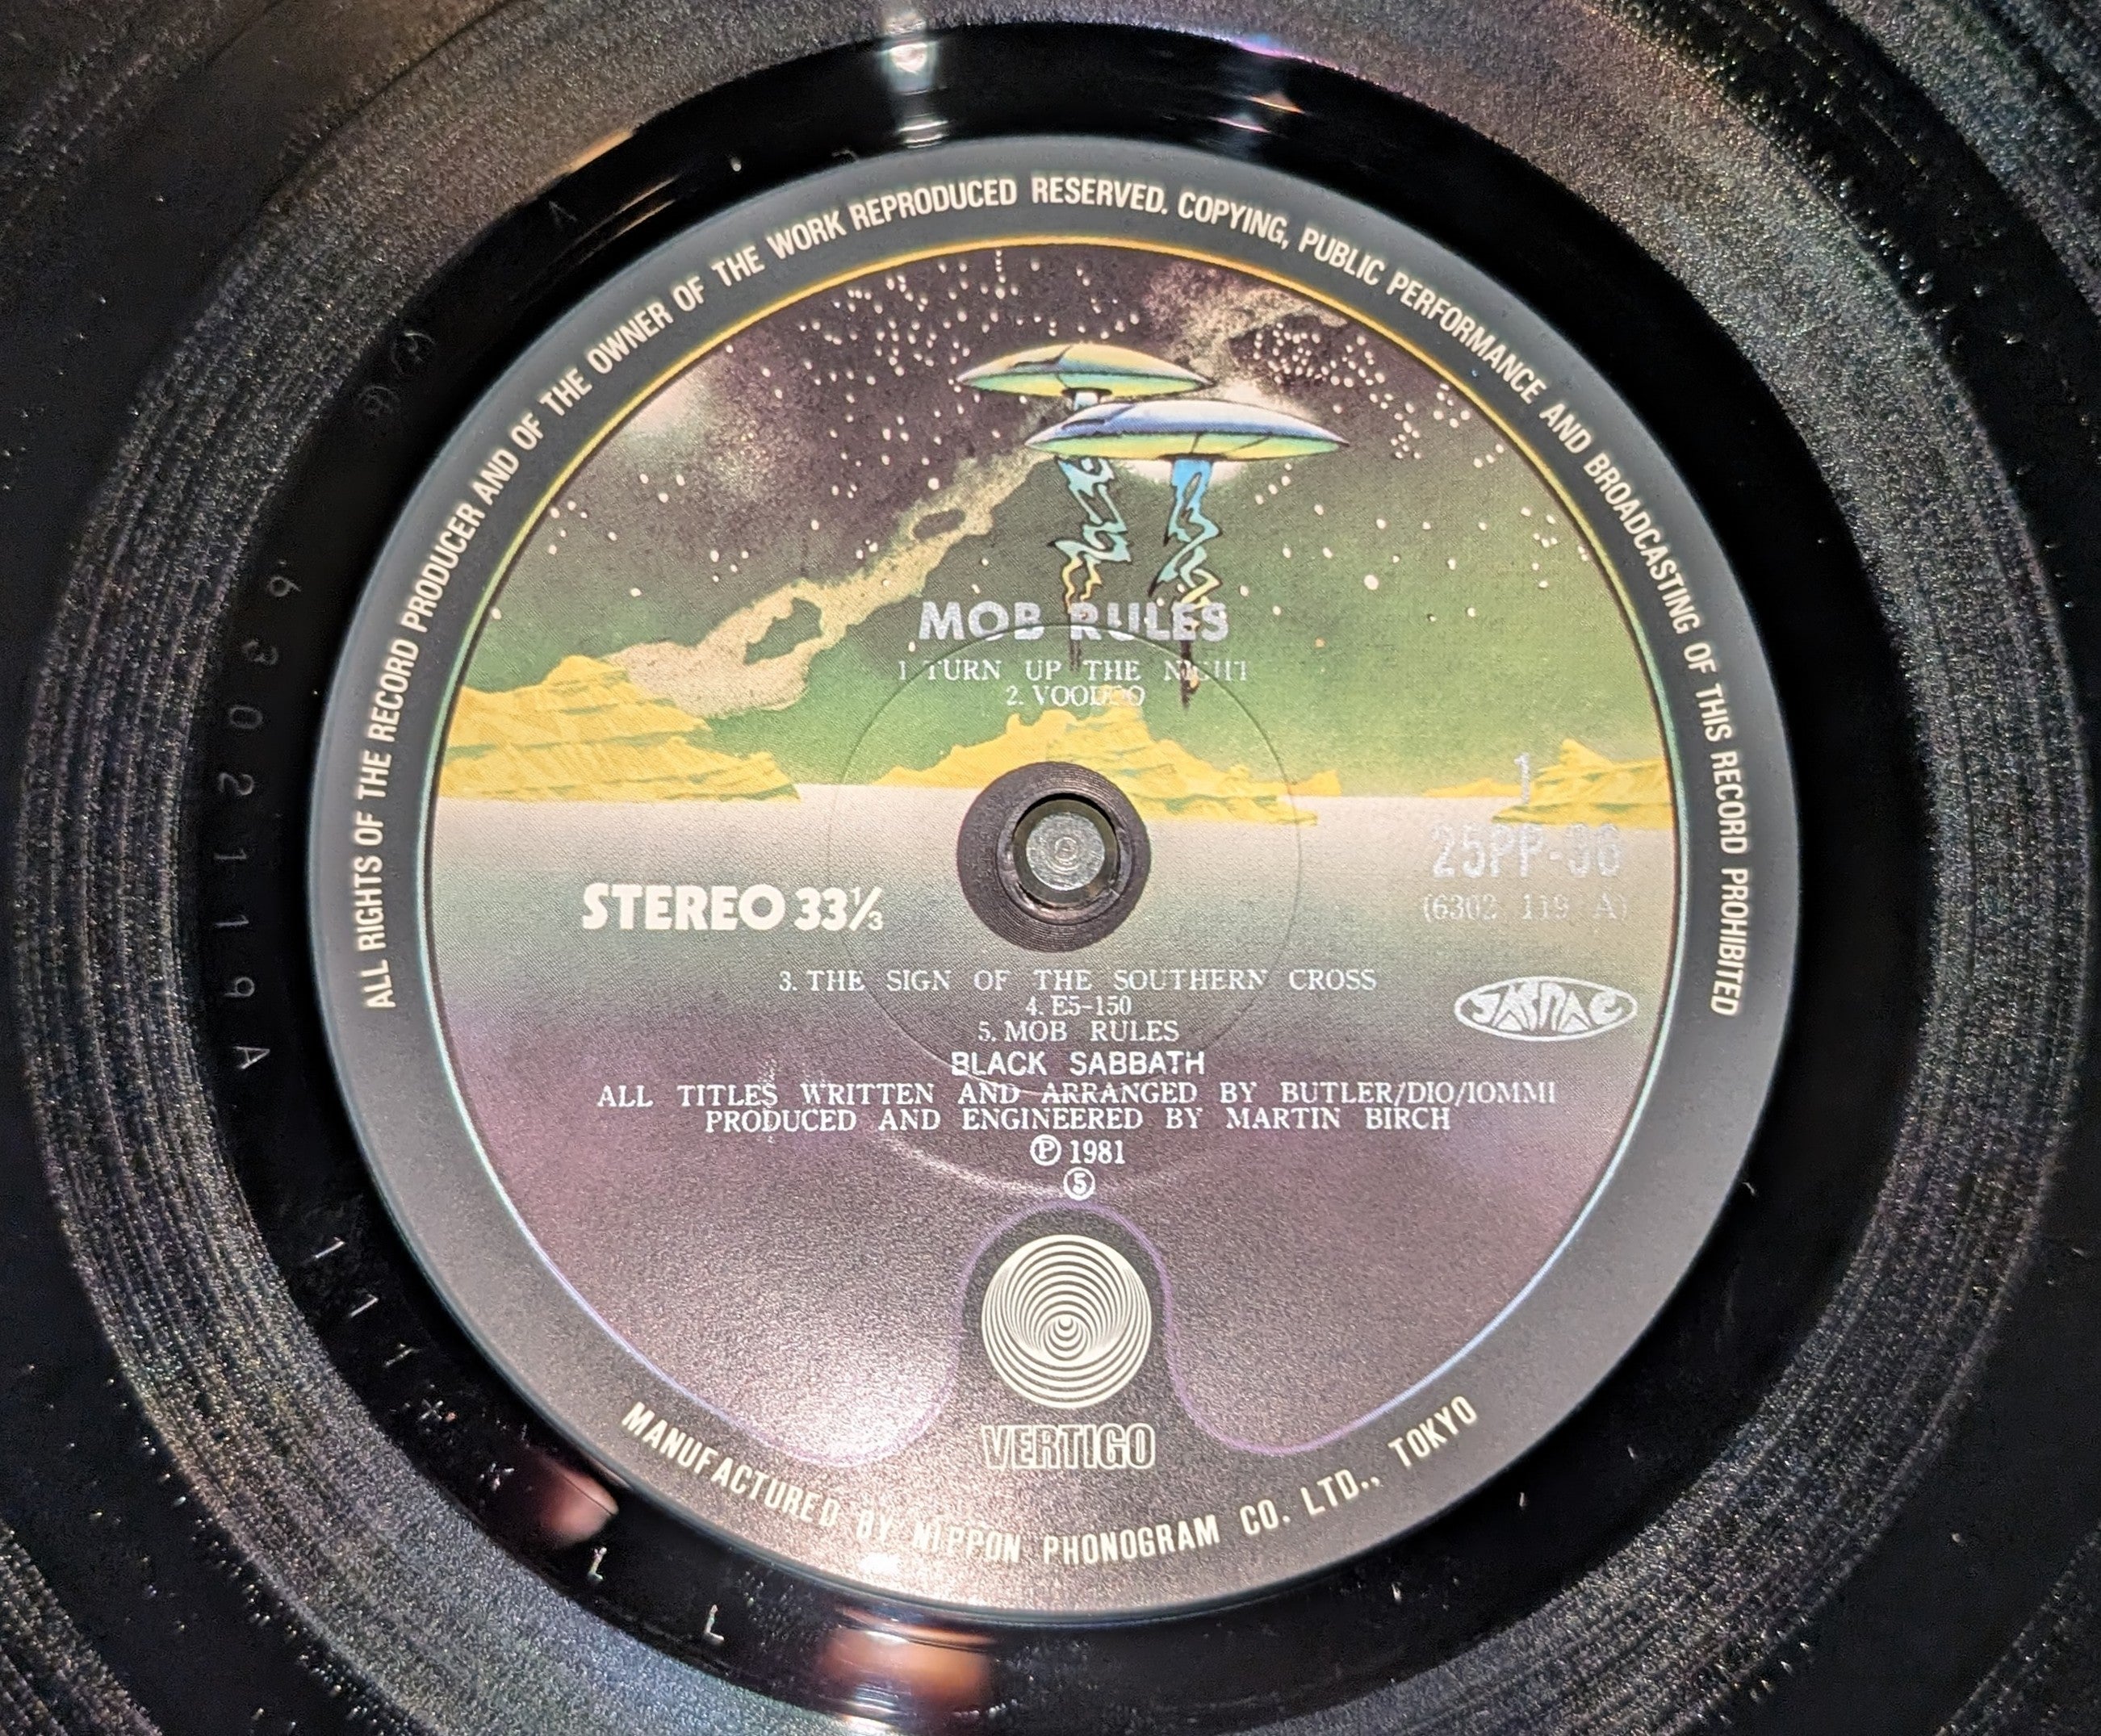 ALL RIGHTS OF THE RECORD PRODUCER AND OF THE OWNER OF THE WORK REPRODUCED RESERVED. COPYING, PUBLIC PERFORMANCE AND BROADCASTING OF THIS RECORD PROHIBITED
MOB RULES
1 TURN UP THE NIGHT
2. VOODOO
1
25PP-36
(6302 119 A)
STEREO 33⅓
3. THE SIGN OF THE SOUTHERN CROSS
4. E5-150
5. MOB RULES
BLACK SABBATH
ALL TITLES WRITTEN AND ARRANGED BY BUTLER/DIO/IOMMI
PRODUCED AND ENGINEERED BY MARTIN BIRCH
Ⓟ 1981
⑤
JASRAC
VERTIGO
MANUFACTURED BY NIPPON PHONOGRAM CO. LTD., TOKYO
6302119A